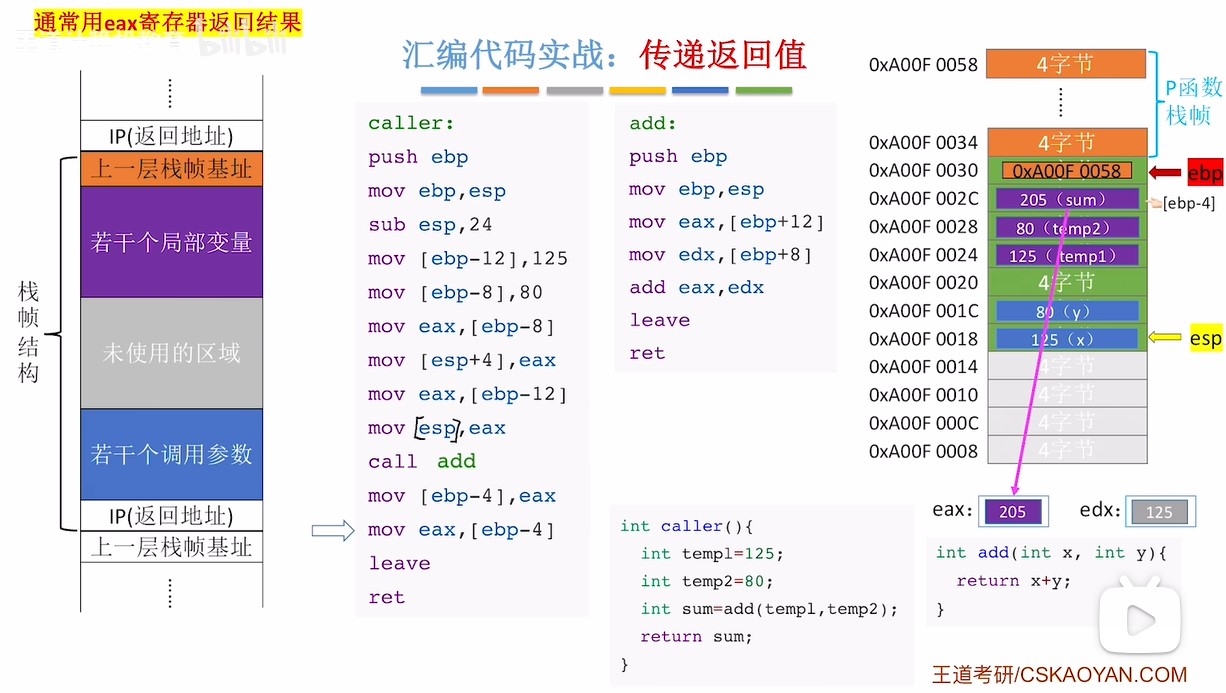 通常用eax寄存器返回结果
汇编代码实战：传递返回值
IP(返回地址)
上一层栈帧基址
若干个局部变量
未使用的区域
若干个调用参数
IP(返回地址)
上一层栈帧基址
栈帧结构
caller:
push ebp
mov ebp,esp
sub esp,24
mov [ebp-12],125
mov [ebp-8],80
mov eax,[ebp-8]
mov [esp+4],eax
mov eax,[ebp-12]
mov [esp],eax
call add
mov [ebp-4],eax
mov eax,[ebp-4]
leave
ret
add:
push ebp
mov ebp,esp
mov eax,[ebp+12]
mov edx,[ebp+8]
add eax,edx
leave
ret
0xA00F 0058 4字节
P函数
栈帧
0xA00F 0034 4字节
0xA00F 0030 0xA00F 0058 ebp
0xA00F 002C 205（sum） [ebp-4]
0xA00F 0028 80（temp2）
0xA00F 0024 125（temp1）
0xA00F 0020 4字节
0xA00F 001C 80（y）
0xA00F 0018 125（x） esp
0xA00F 0014 4字节
0xA00F 0010 4字节
0xA00F 000C 4字节
0xA00F 0008 4字节
eax: 205 edx: 125
int caller(){
int temp1=125;
int temp2=80;
int sum=add(temp1,temp2);
return sum;
}
int add(int x, int y){
return x+y;
}
王道考研/CSKAOYAN.COM